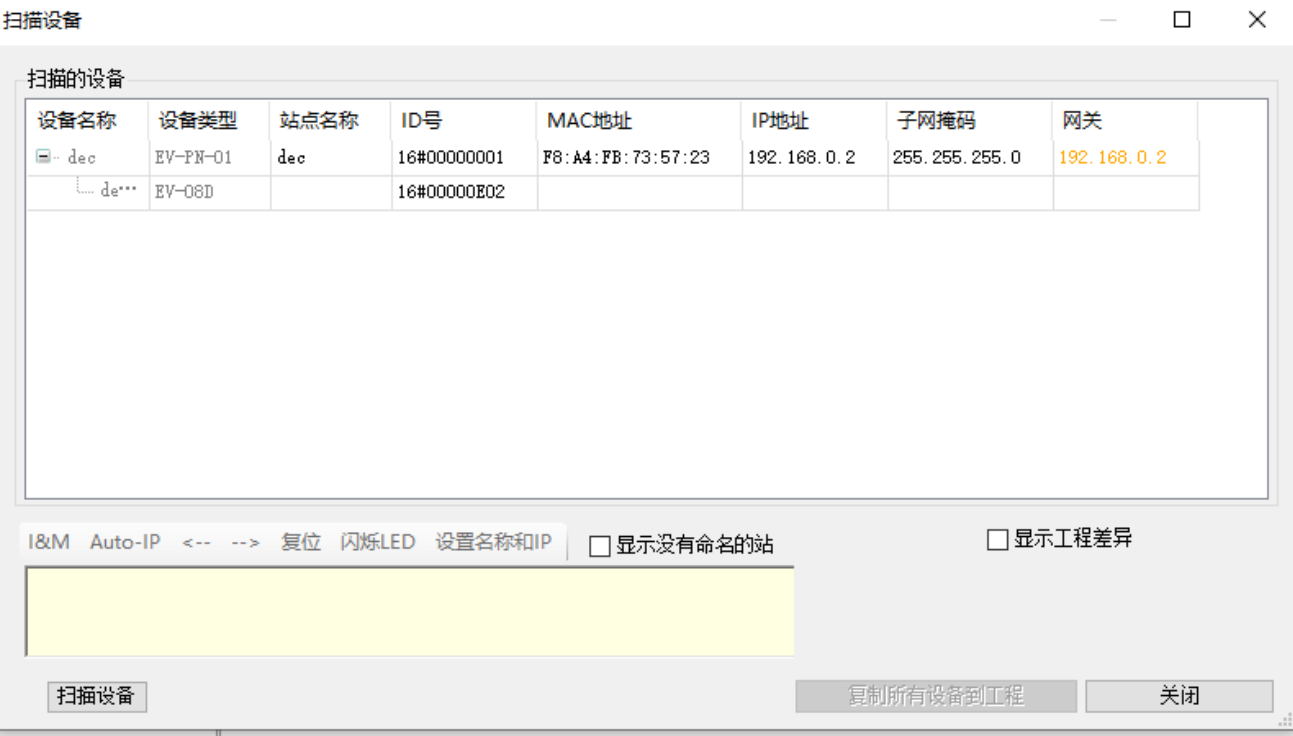 扫描设备
扫描的设备
设备名称 设备类型 站点名称 ID号 MAC地址 IP地址 子网掩码 网关
dec EV-PN-01 dec 16#00000001 F8:A4:FB:73:57:23 192.168.0.2 255.255.255.0 192.168.0.2
de... EV-08D 16#00000E02
I&M Auto-IP <-- --> 复位 闪烁LED 设置名称和IP 显示没有命名的站 显示工程差异
扫描设备 复制所有设备到工程 关闭